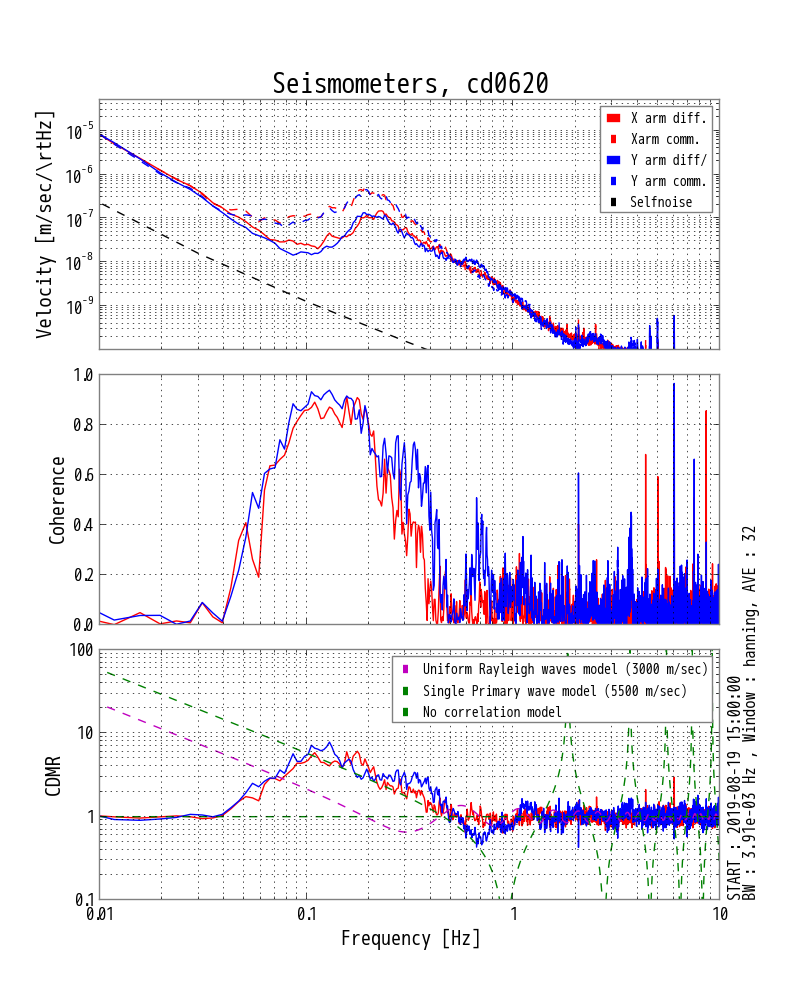 Seismometers, cd0620
Velocity [m/sec/\rtHz]
10^-5
10^-6
10^-7
10^-8
10^-9
X arm diff.
Xarm comm.
Y arm diff/
Y arm comm.
Selfnoise
Coherence
1.0
0.8
0.6
0.4
0.2
0.0
CDMR
100
10
1
0.1
Uniform Rayleigh waves model (3000 m/sec)
Single Primary wave model (5500 m/sec)
No correlation model
0.01
0.1
1
10
Frequency [Hz]
START : 2019-08-19 15:00:00
BW : 3.91e-03 Hz , Window : hanning, AVE : 32